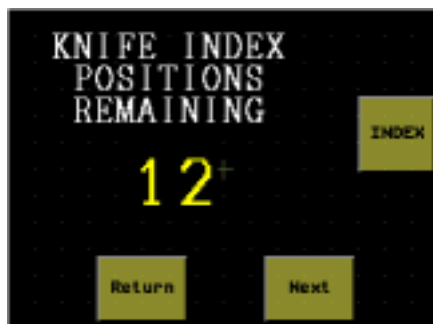 KNIFE INDEX
POSITIONS
REMAINING
INDEX
12
Return Next